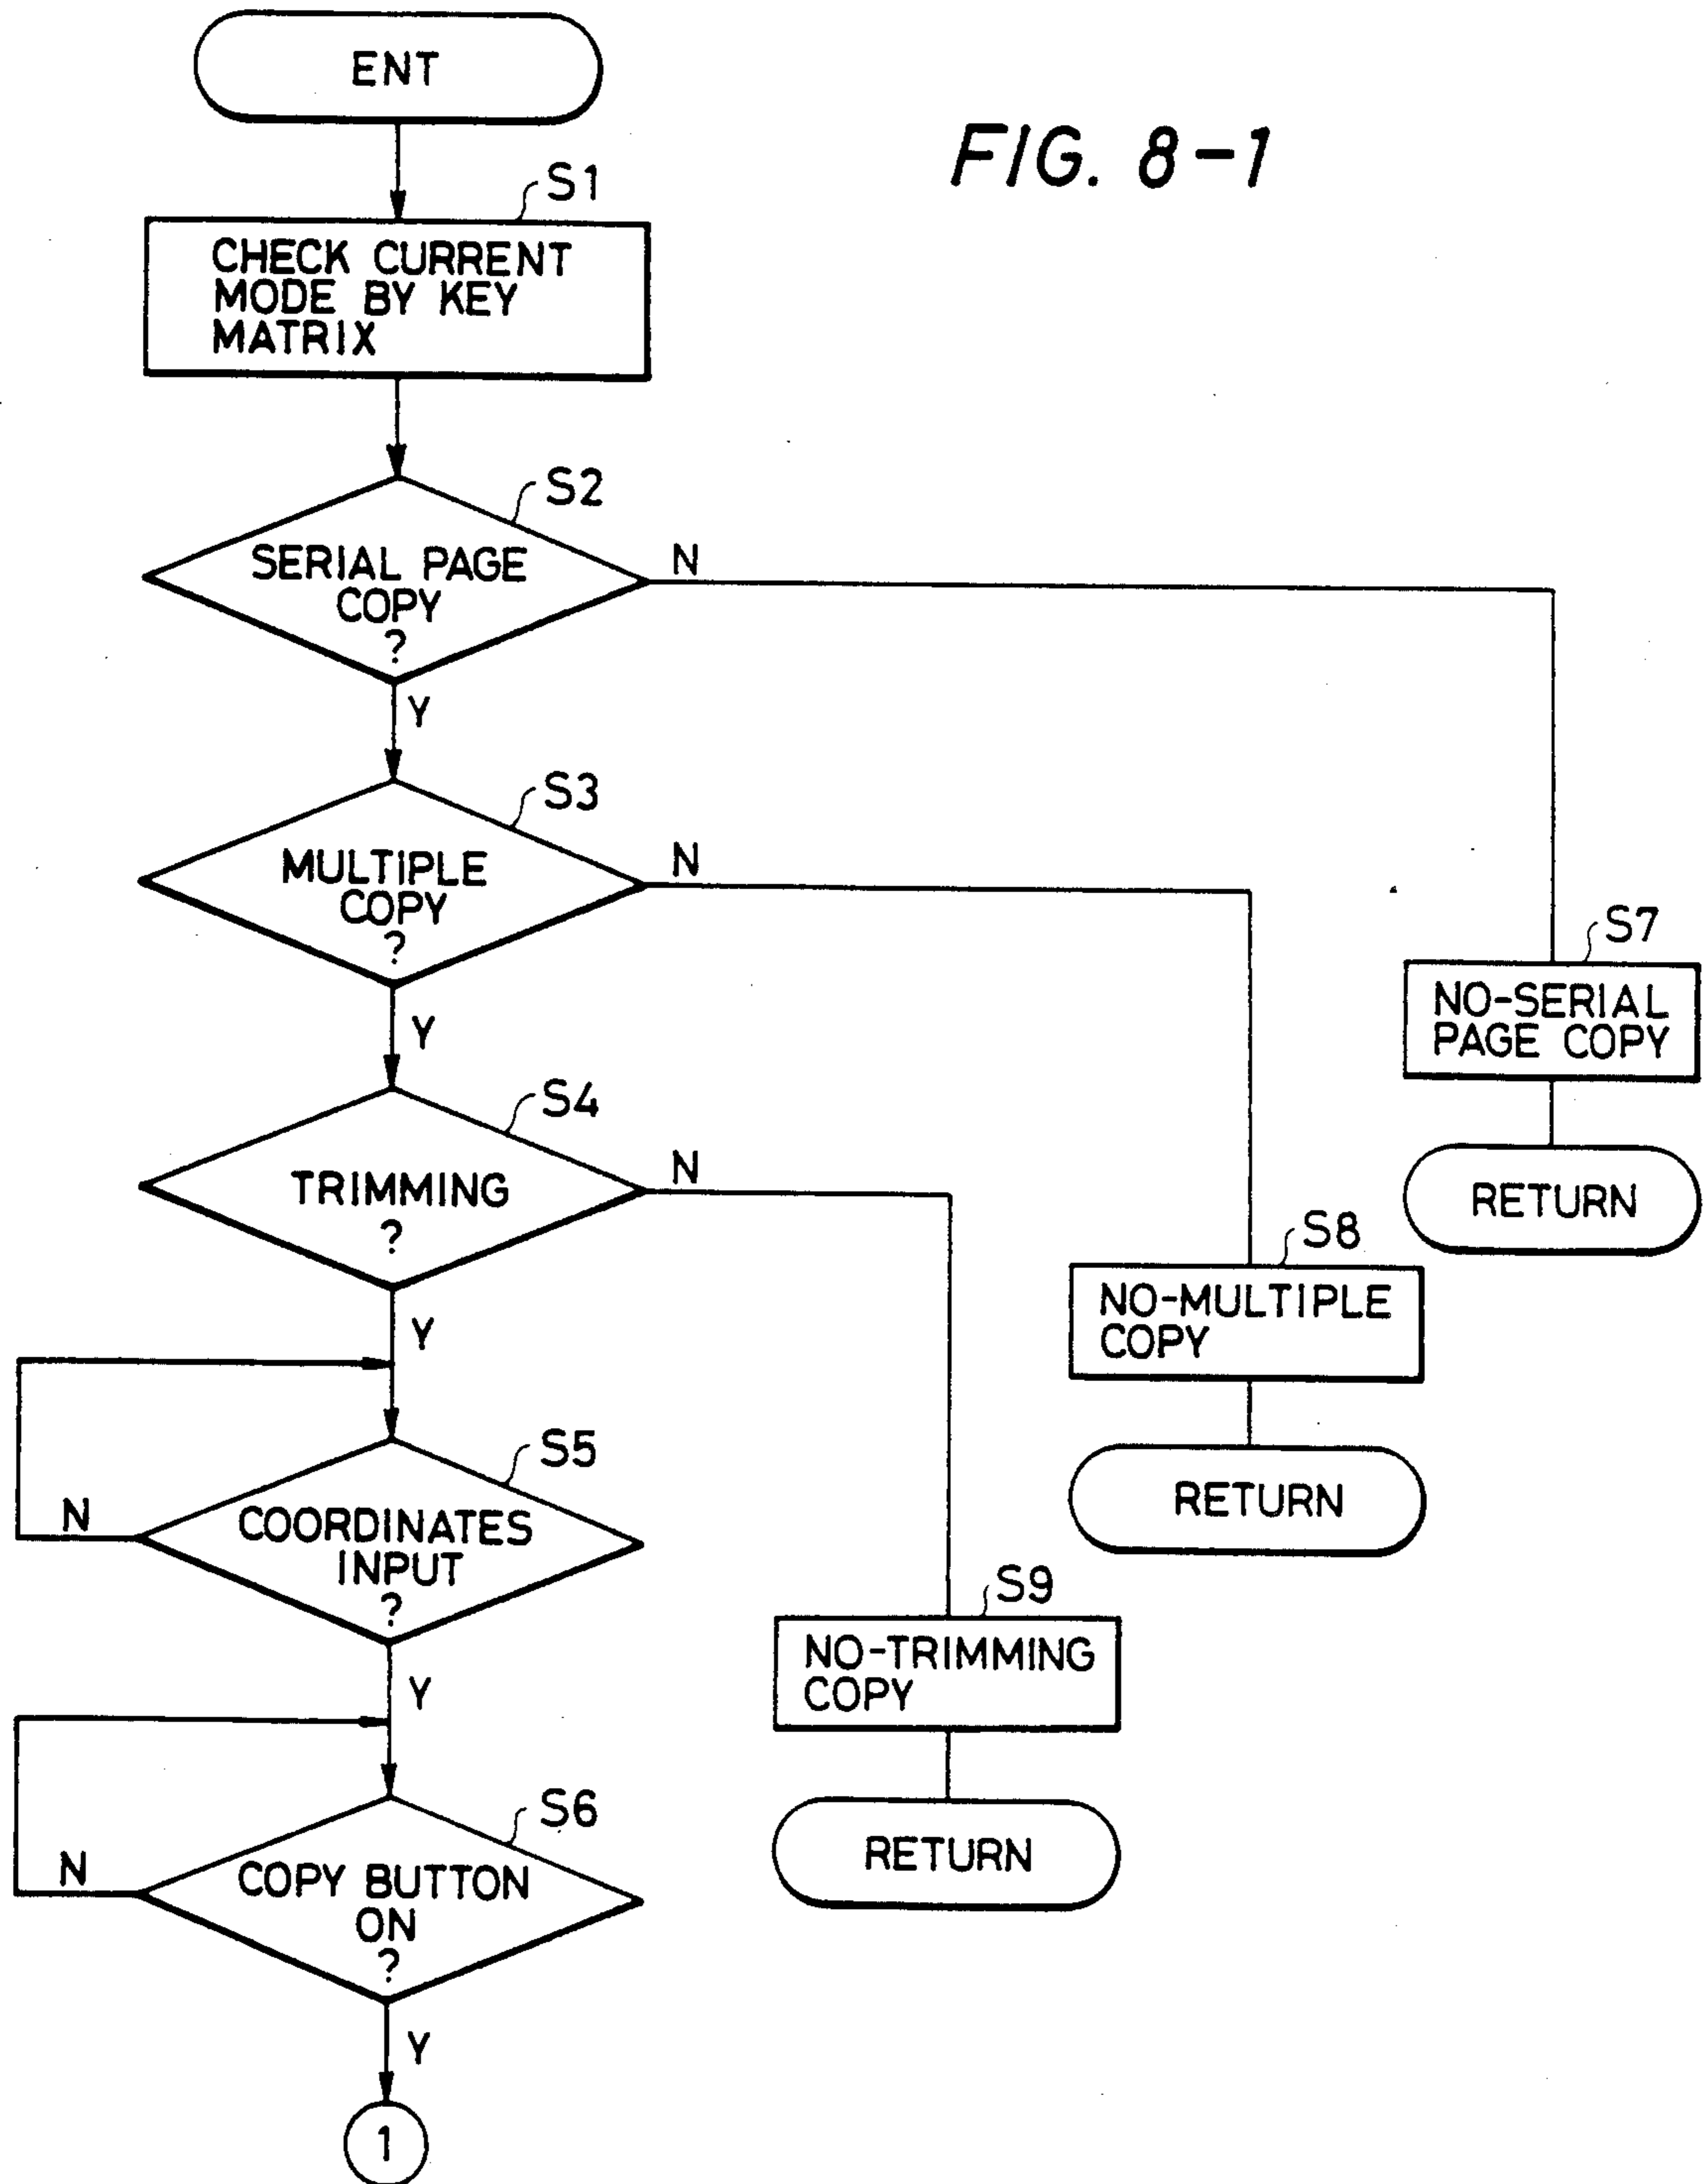 ENT
FIG. 8-1
S1
CHECK CURRENT
MODE BY KEY
MATRIX
S2
SERIAL PAGE
COPY
?
N
Y
S3
MULTIPLE
COPY
?
N
Y
S7
NO-SERIAL
PAGE COPY
RETURN
S4
TRIMMING
?
N
Y
S8
NO-MULTIPLE
COPY
RETURN
S5
COORDINATES
INPUT
?
N
Y
S9
NO-TRIMMING
COPY
RETURN
S6
COPY BUTTON
ON
?
N
Y
1